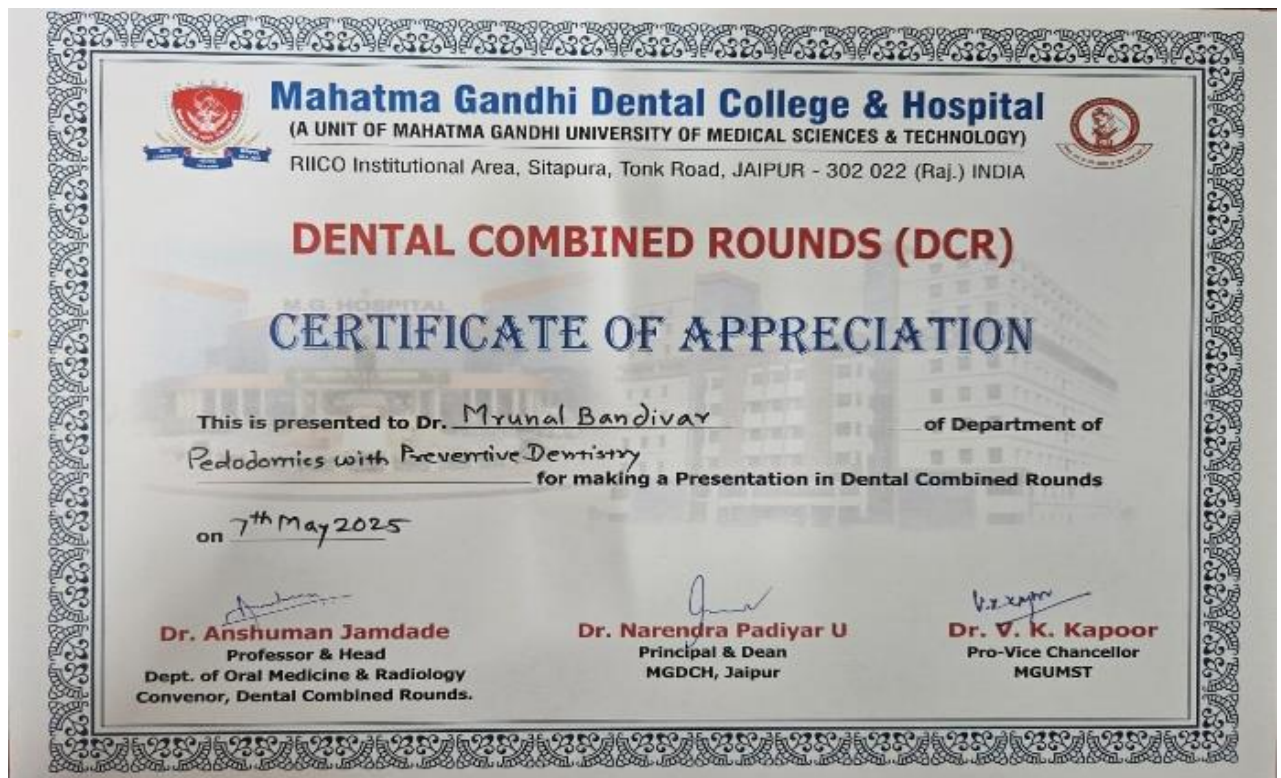 Mahatma Gandhi Dental College & Hospital
(A UNIT OF MAHATMA GANDHI UNIVERSITY OF MEDICAL SCIENCES & TECHNOLOGY)
RIICO Institutional Area, Sitapura, Tonk Road, JAIPUR - 302 022 (Raj.) INDIA
DENTAL COMBINED ROUNDS (DCR)
M.G. HOSPITAL
CERTIFICATE OF APPRECIATION
This is presented to Dr. Mrunal Bandivar of Department of
Pedodomics with Preventive Dentistry
for making a Presentation in Dental Combined Rounds
on 7th May 2025
Dr. Anshuman Jamdade
Professor & Head
Dept. of Oral Medicine & Radiology
Convenor, Dental Combined Rounds.
Dr. Narendra Padiyar U
Principal & Dean
MGDCH, Jaipur
V.K. Kapoor
Dr. V. K. Kapoor
Pro-Vice Chancellor
MGUMST